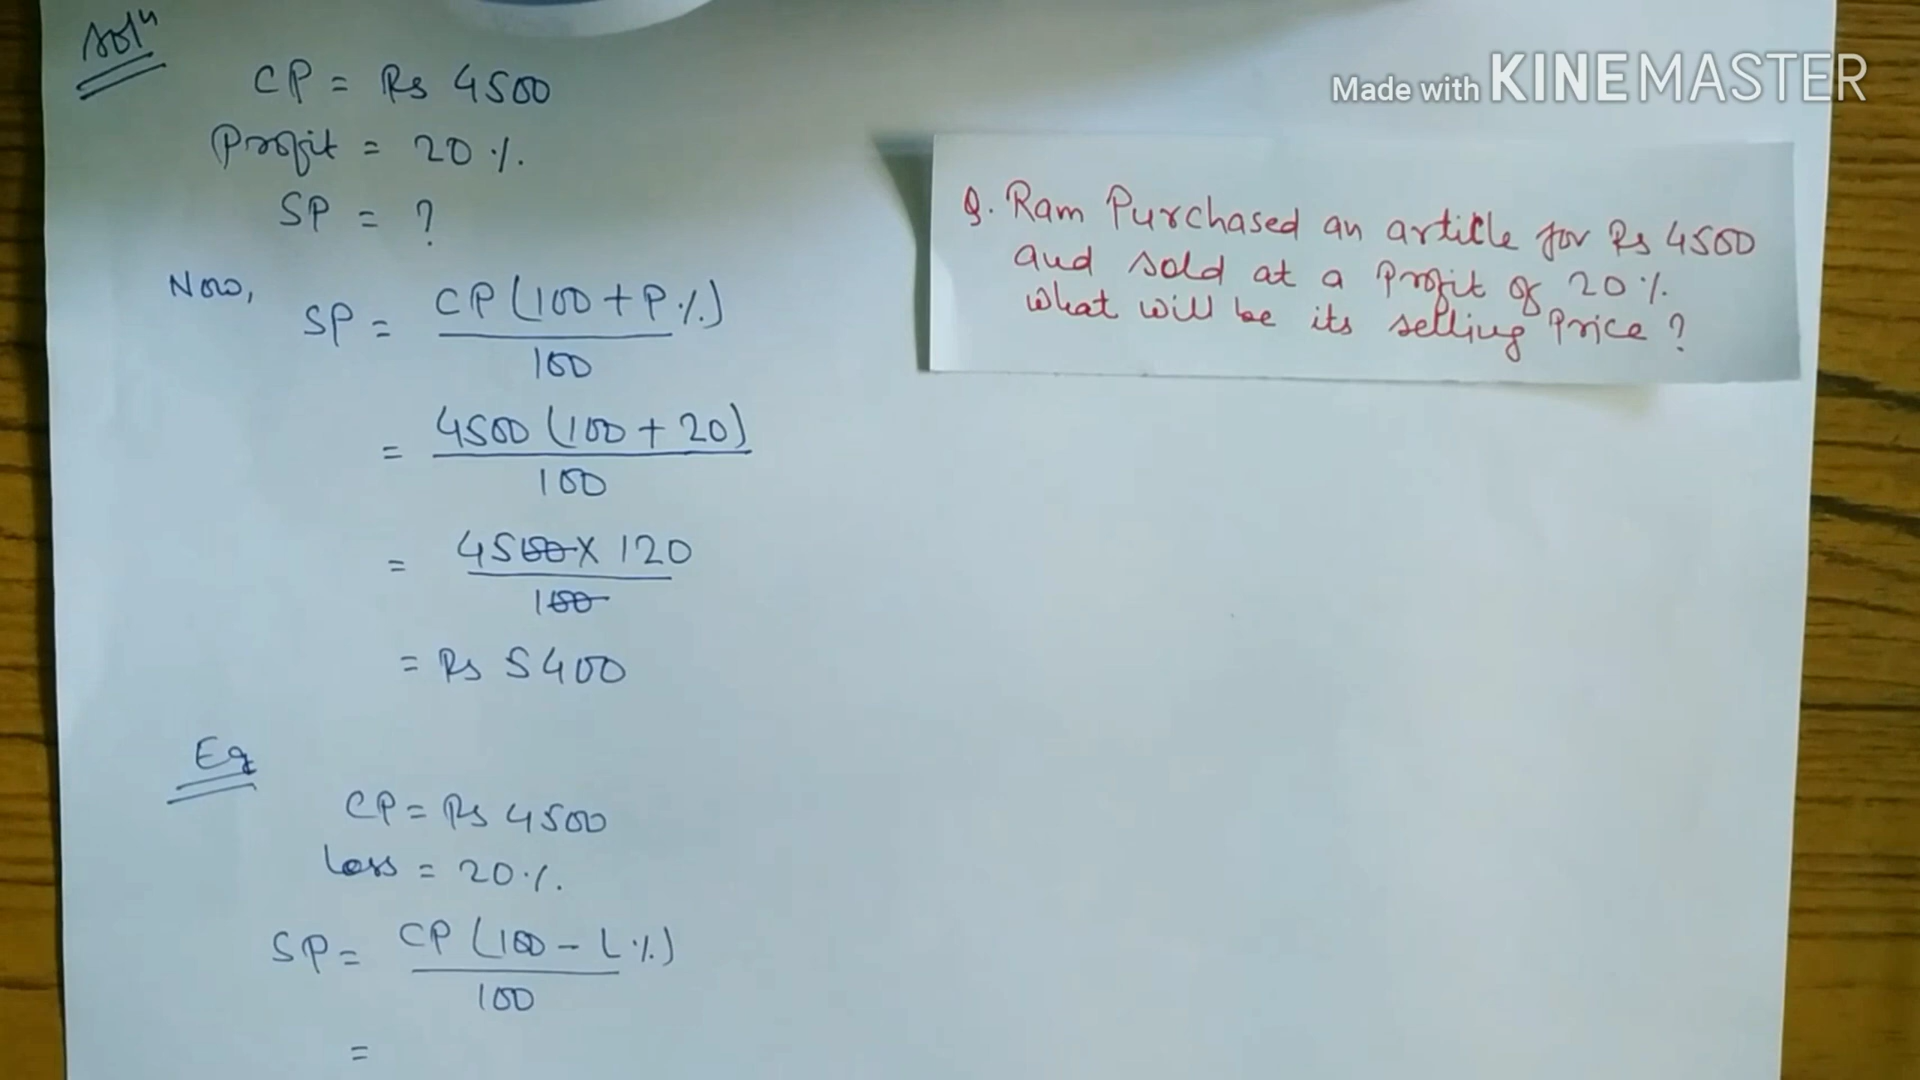 Soln
CP = Rs 4500
Profit = 20%
SP = ?
Now,
SP = CP (100 + P%)
100
= 4500 (100 + 20)
100
= 4500 x 120
100
= Rs 5400
Eg
CP = Rs 4500
Loss = 20%
SP = CP (100 - L%)
100
=
Made with KINEMASTER
Q. Ram Purchased an article for Rs 4500
and sold at a Profit of 20%.
what will be its selling Price ?